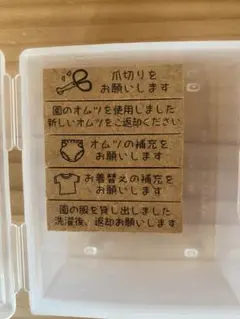 爪切りを
お願いします
園のオムツを使用しました
新しいオムツをご返却ください
オムツの補充を
お願いします
お着替えの補充を
お願いします
園の服を貸し出しました
洗濯後、返却お願いします